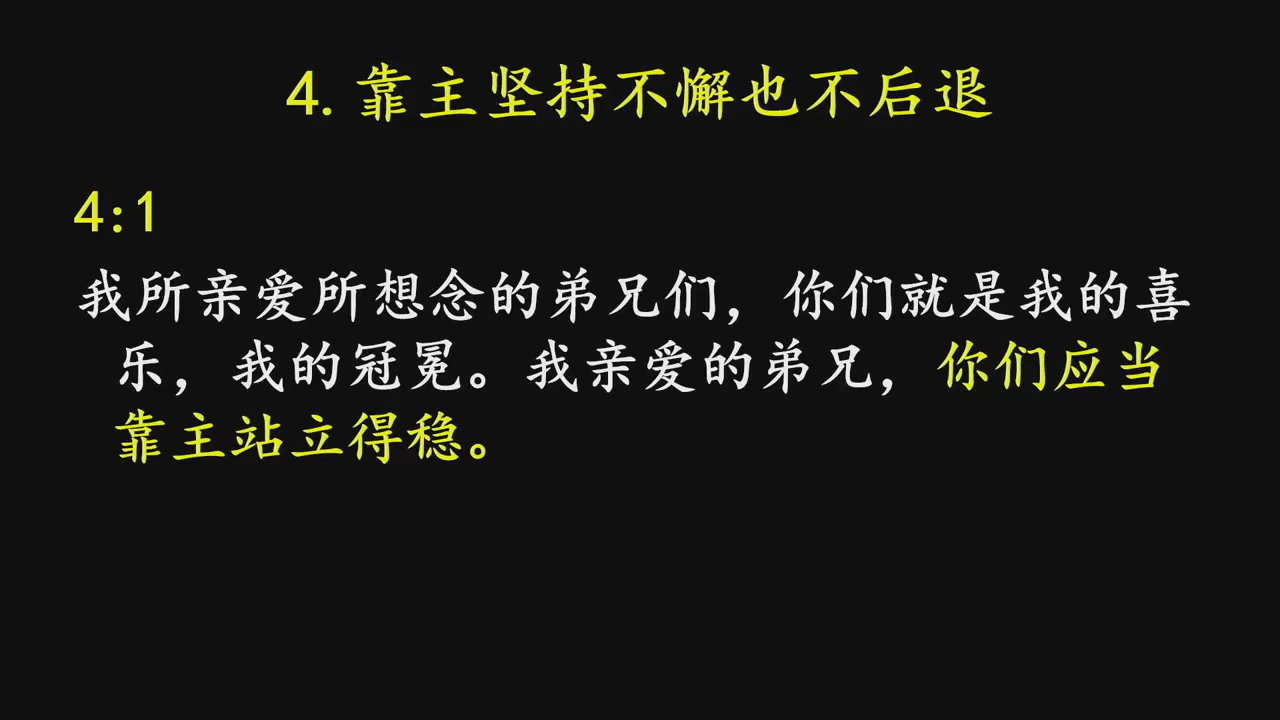 4. 靠主坚持不懈也不后退
4:1
我所亲爱所想念的弟兄们，你们就是我的喜
乐，我的冠冕。我亲爱的弟兄，你们应当
靠主站立得稳。